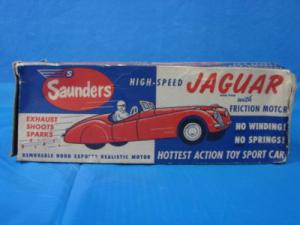 S
Saunders
HIGH-SPEED JAGUAR
with
FRICTION MOTOR
EXHAUST
SHOOTS
SPARKS
NO WINDING!
NO SPRINGS!
REMOVABLE HOOD EXPOSES REALISTIC MOTOR
HOTTEST ACTION TOY SPORT CAR